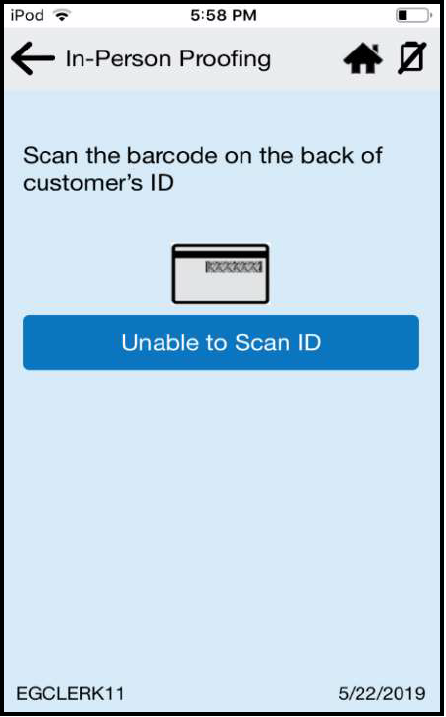 iPod 5:58 PM
In-Person Proofing
Scan the barcode on the back of
customer's ID
Unable to Scan ID
EGCLERK11 5/22/2019